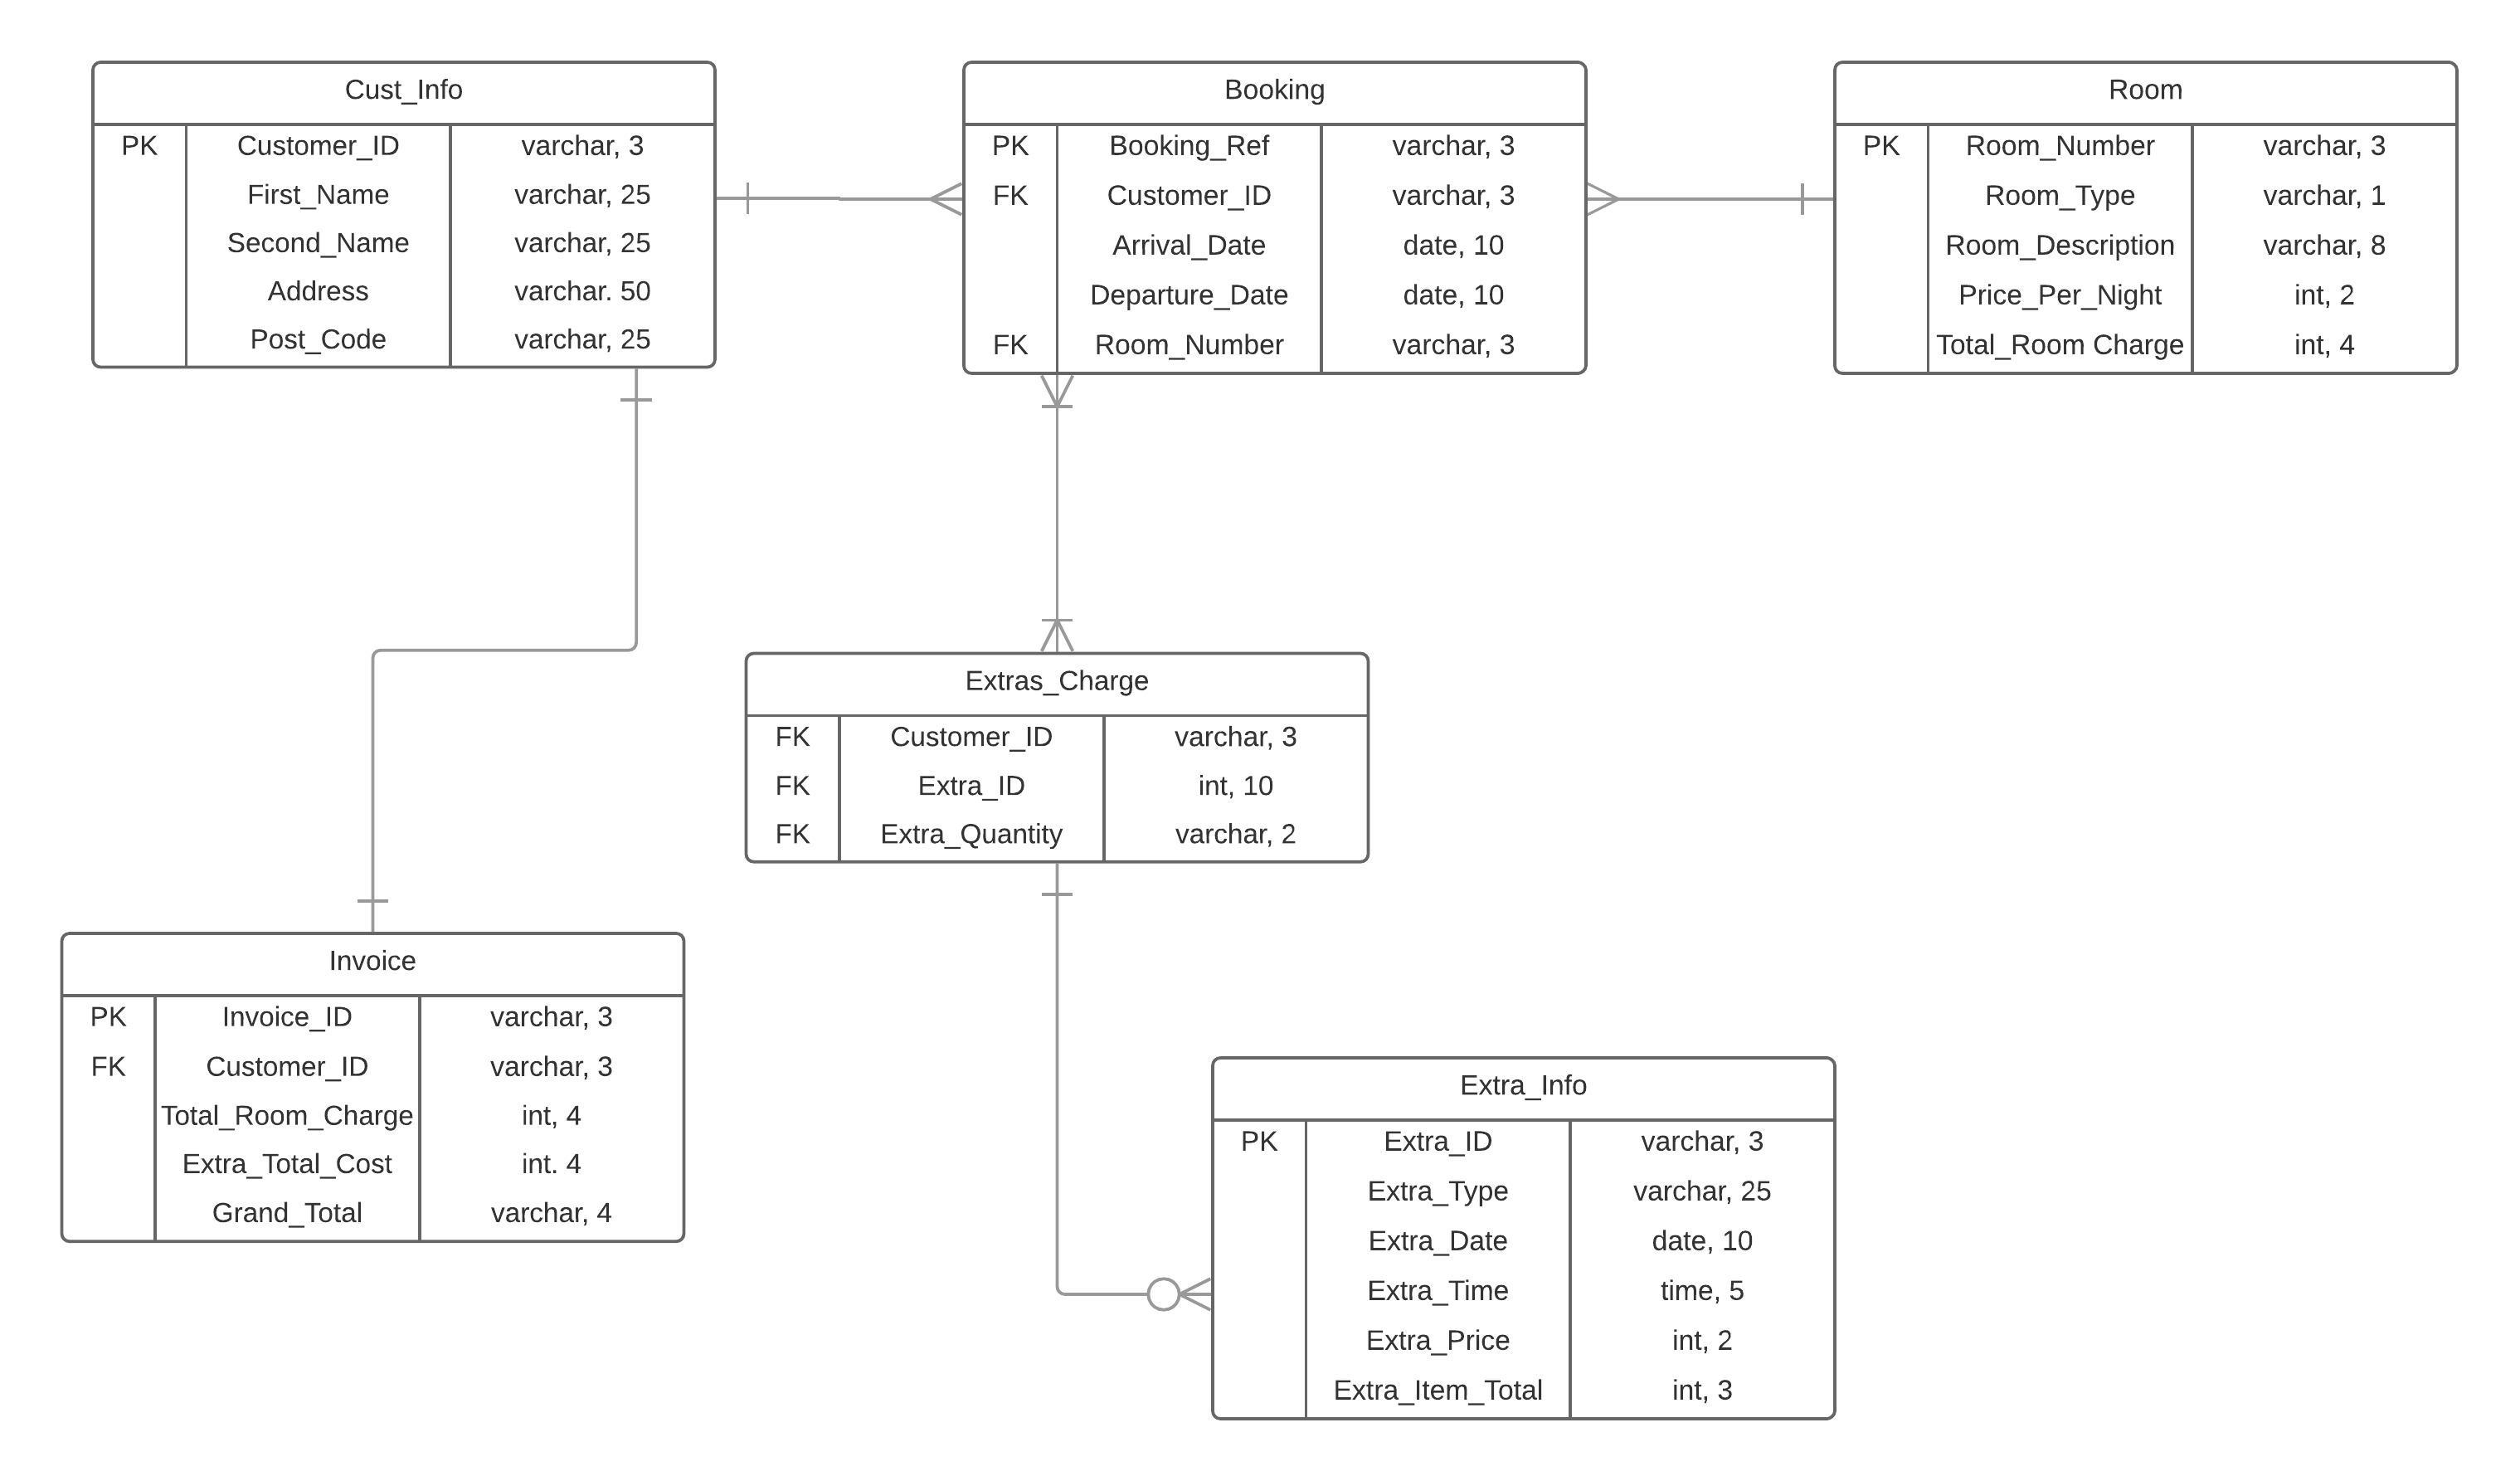 Cust_Info
PK Customer_ID varchar, 3
First_Name varchar, 25
Second_Name varchar, 25
Address varchar. 50
Post_Code varchar, 25
Booking
PK Booking_Ref varchar, 3
FK Customer_ID varchar, 3
Arrival_Date date, 10
Departure_Date date, 10
FK Room_Number varchar, 3
Room
PK Room_Number varchar, 3
Room_Type varchar, 1
Room_Description varchar, 8
Price_Per_Night int, 2
Total_Room Charge int, 4
Extras_Charge
FK Customer_ID varchar, 3
FK Extra_ID int, 10
FK Extra_Quantity varchar, 2
Invoice
PK Invoice_ID varchar, 3
FK Customer_ID varchar, 3
Total_Room_Charge int, 4
Extra_Total_Cost int. 4
Grand_Total varchar, 4
Extra_Info
PK Extra_ID varchar, 3
Extra_Type varchar, 25
Extra_Date date, 10
Extra_Time time, 5
Extra_Price int, 2
Extra_Item_Total int, 3